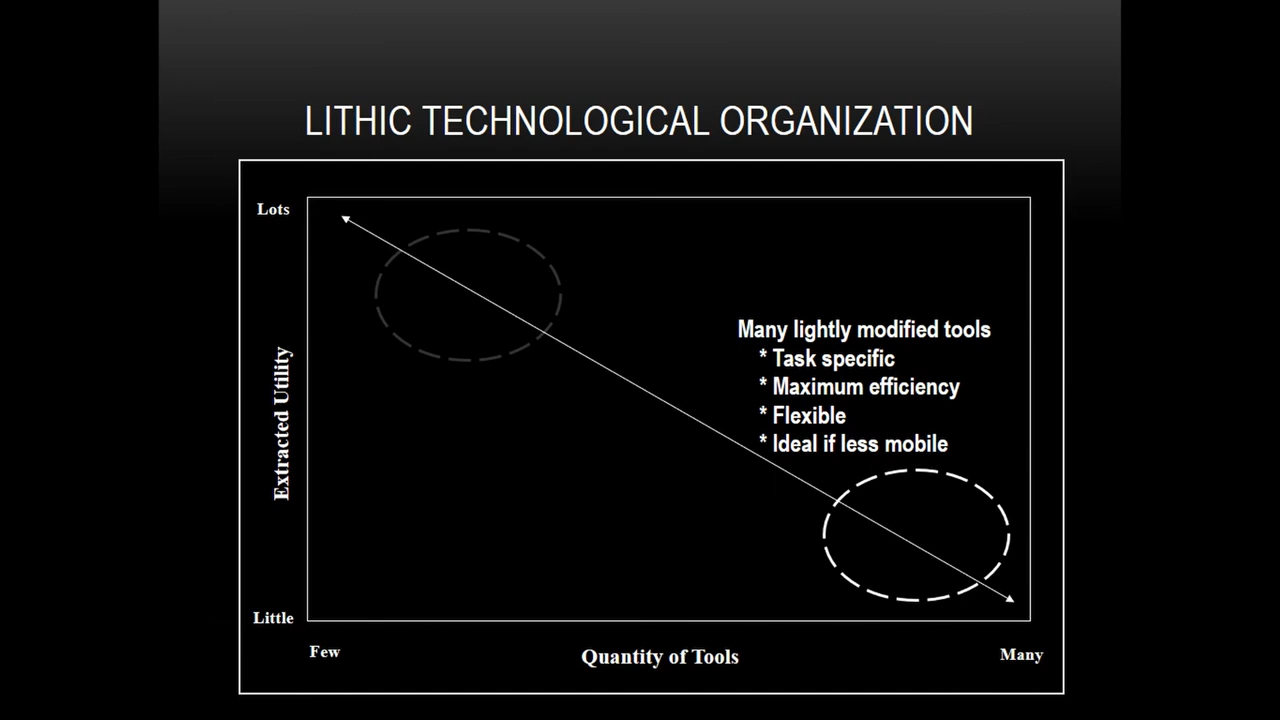 LITHIC TECHNOLOGICAL ORGANIZATION
Lots
Many lightly modified tools
* Task specific
* Maximum efficiency
* Flexible
* Ideal if less mobile
Extracted Utility
Little
Few
Quantity of Tools
Many